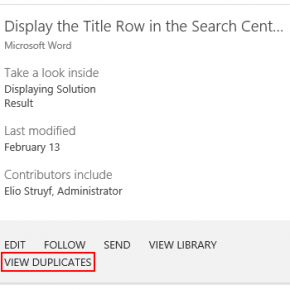 Display the Title Row in the Search Cent...
Microsoft Word
Take a look inside
Displaying Solution
Result
Last modified
February 13
Contributors include
Elio Struyf, Administrator
EDIT FOLLOW SEND VIEW LIBRARY
VIEW DUPLICATES